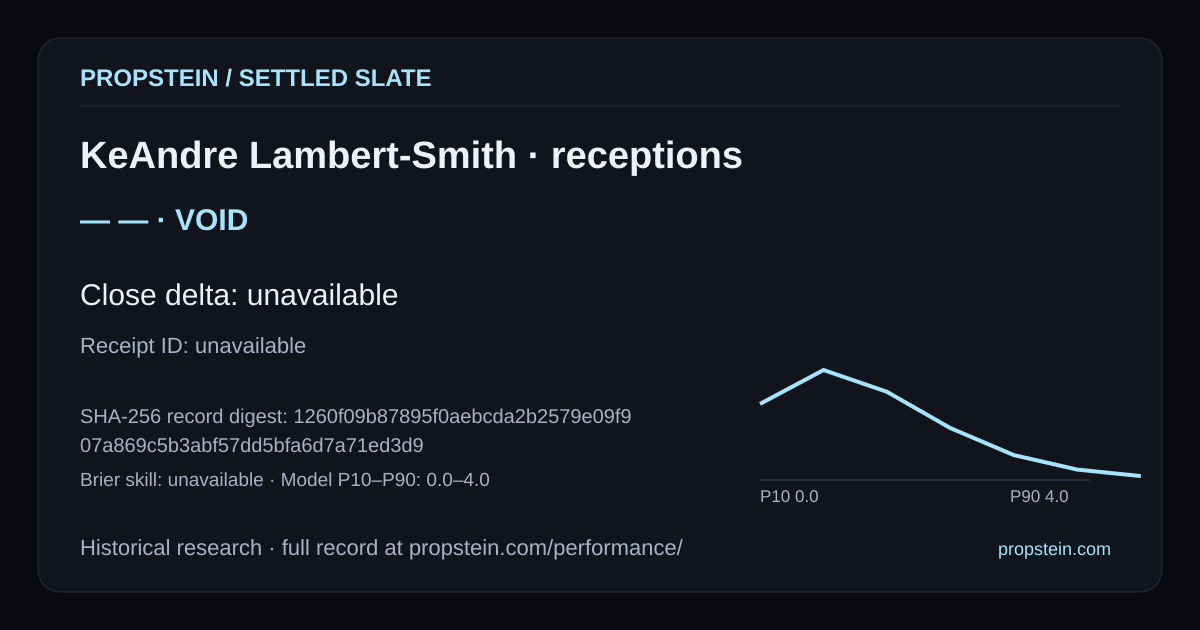 PROPSTEIN / SETTLED SLATE
KeAndre Lambert-Smith · receptions
— — · VOID
Close delta: unavailable
Receipt ID: unavailable
SHA-256 record digest: 1260f09b87895f0aebcda2b2579e09f9
07a869c5b3abf57dd5bfa6d7a71ed3d9
Brier skill: unavailable · Model P10–P90: 0.0–4.0
P10 0.0
P90 4.0
Historical research · full record at propstein.com/performance/
propstein.com